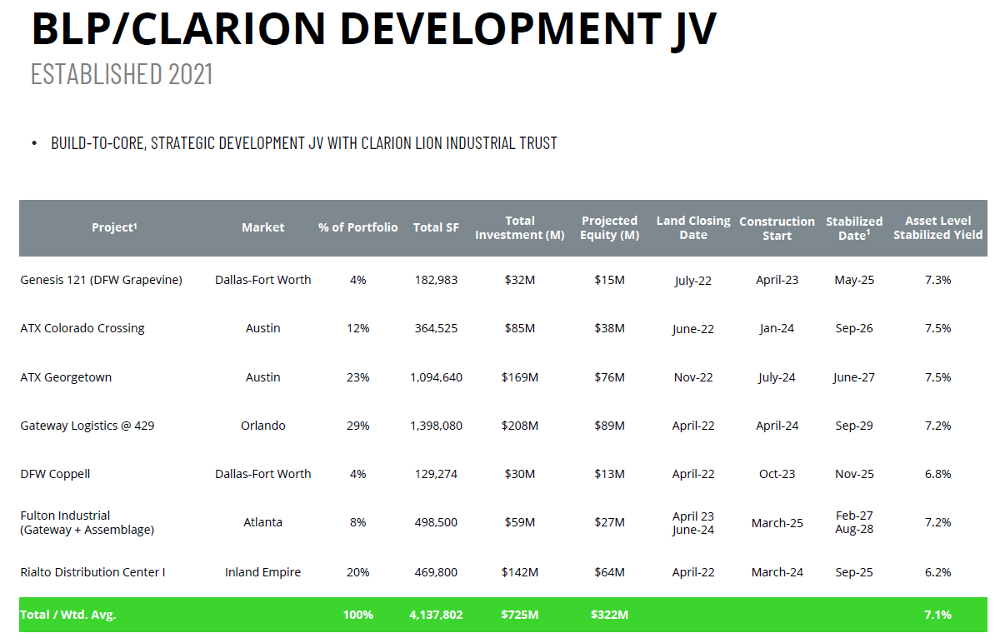 BLP/CLARION DEVELOPMENT JV
ESTABLISHED 2021
• BUILD-TO-CORE, STRATEGIC DEVELOPMENT JV WITH CLARION LION INDUSTRIAL TRUST
Project¹ Market % of Portfolio Total SF Total Investment (M) Projected Equity (M) Land Closing Date Construction Start Stabilized Date¹ Asset Level Stabilized Yield
Genesis 121 (DFW Grapevine) Dallas-Fort Worth 4% 182,983 $32M $15M July-22 April-23 May-25 7.3%
ATX Colorado Crossing Austin 12% 364,525 $85M $38M June-22 Jan-24 Sep-26 7.5%
ATX Georgetown Austin 23% 1,094,640 $169M $76M Nov-22 July-24 June-27 7.5%
Gateway Logistics @ 429 Orlando 29% 1,398,080 $208M $89M April-22 April-24 Sep-29 7.2%
DFW Coppell Dallas-Fort Worth 4% 129,274 $30M $13M April-22 Oct-23 Nov-25 6.8%
Fulton Industrial (Gateway + Assemblage) Atlanta 8% 498,500 $59M $27M April 23 June-24 March-25 Feb-27 Aug-28 7.2%
Rialto Distribution Center I Inland Empire 20% 469,800 $142M $64M April-22 March-24 Sep-25 6.2%
Total / Wtd. Avg. 100% 4,137,802 $725M $322M 7.1%